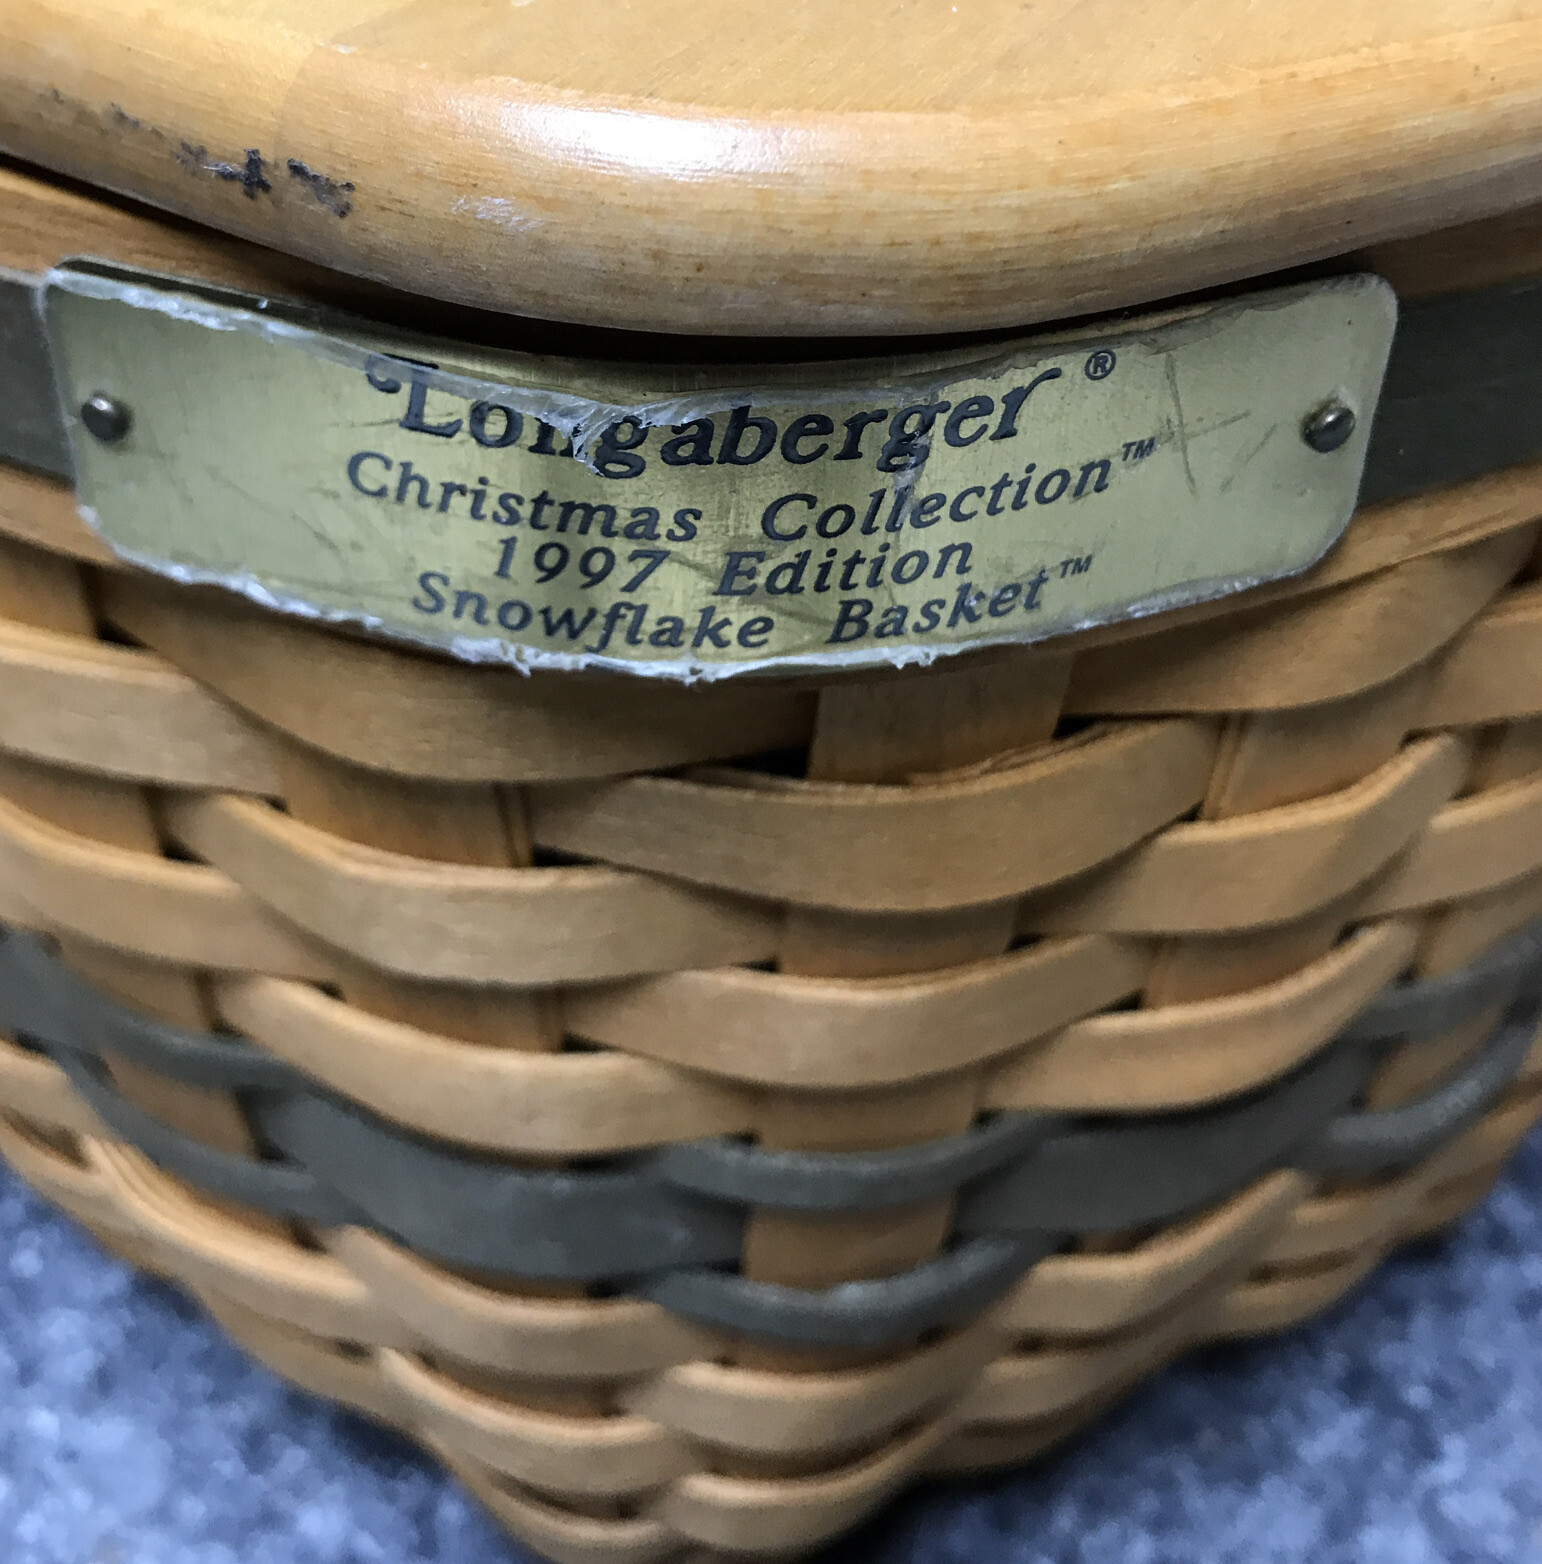 Longaberger®
Christmas Collection™
1997 Edition
Snowflake Basket™